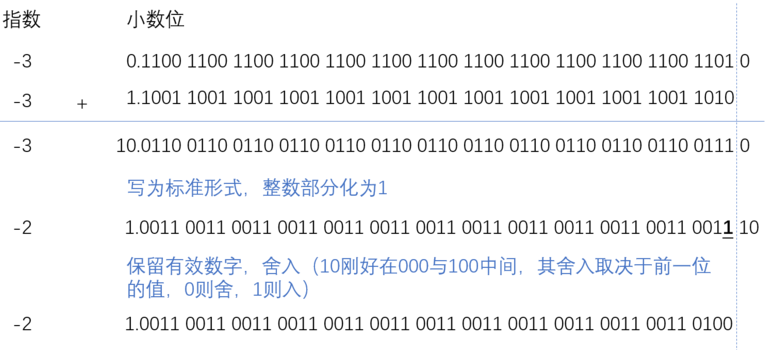 指数 小数位
-3 0.1100 1100 1100 1100 1100 1100 1100 1100 1100 1100 1100 1100 1101 0
-3 + 1.1001 1001 1001 1001 1001 1001 1001 1001 1001 1001 1001 1001 1010
-3 10.0110 0110 0110 0110 0110 0110 0110 0110 0110 0110 0110 0110 0111 0
写为标准形式，整数部分化为1
-2 1.0011 0011 0011 0011 0011 0011 0011 0011 0011 0011 0011 0011 0011 10
保留有效数字，舍入（10刚好在000与100中间，其舍入取决于前一位
的值，0则舍，1则入）
-2 1.0011 0011 0011 0011 0011 0011 0011 0011 0011 0011 0011 0011 0100